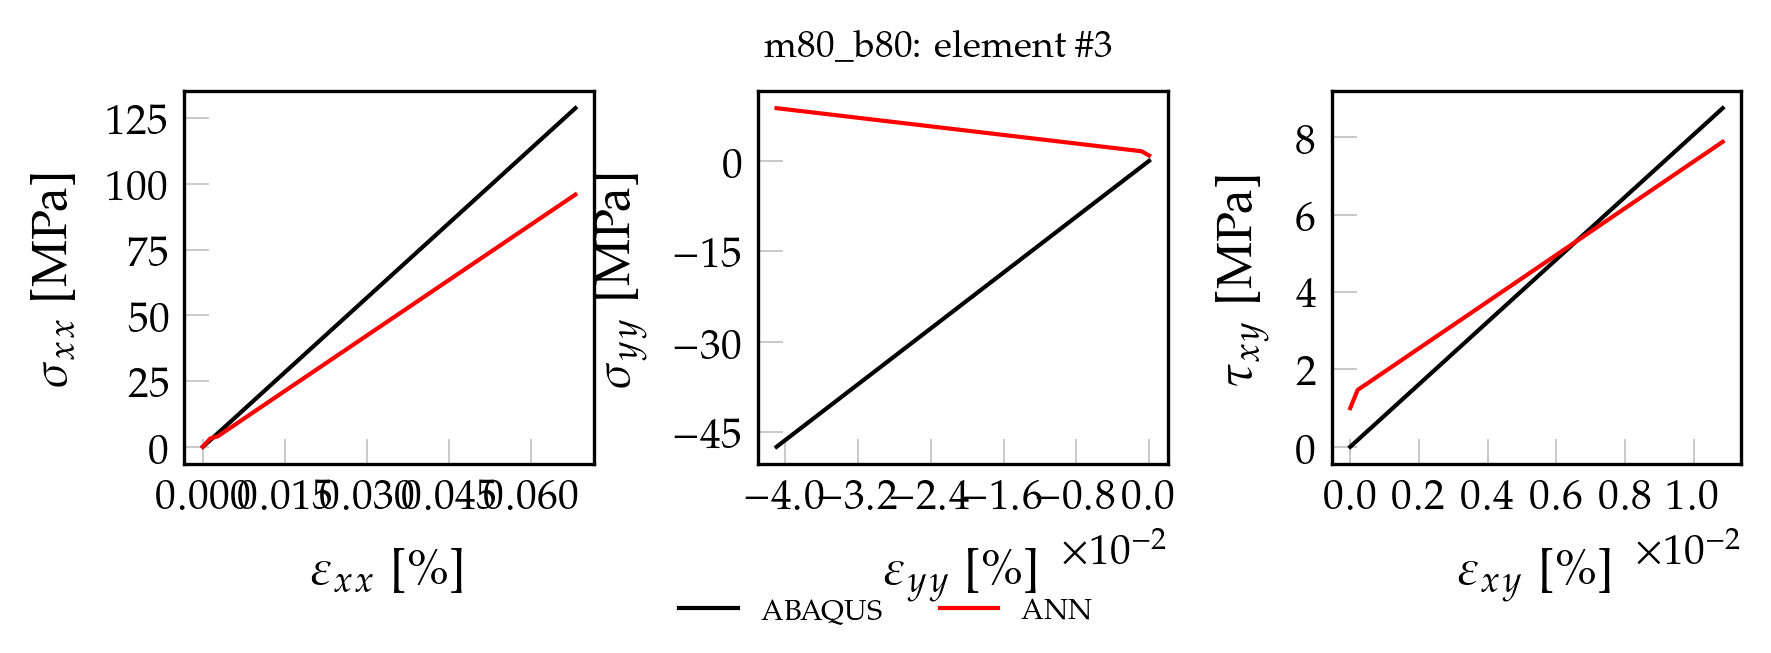 m80_b80: element #3
σxx [MPa]
125
100
75
50
25
0
0.000 0.015 0.030 0.045 0.060
εxx [%]
σyy [MPa]
0
−15
−30
−45
−4.0 −3.2 −2.4 −1.6 −0.8 0.0
×10−2
εyy [%]
τxy [MPa]
8
6
4
2
0
0.0 0.2 0.4 0.6 0.8 1.0
×10−2
εxy [%]
ABAQUS ANN